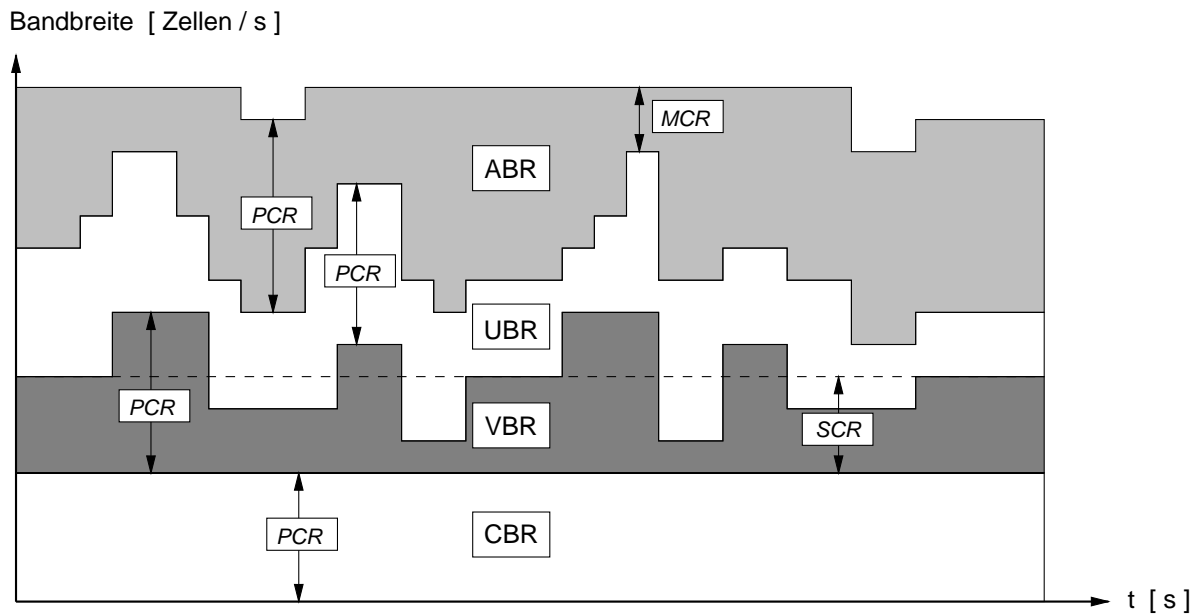 Bandbreite [ Zellen / s ]
MCR
ABR
PCR
PCR
UBR
PCR
VBR
SCR
PCR
CBR
t [ s ]